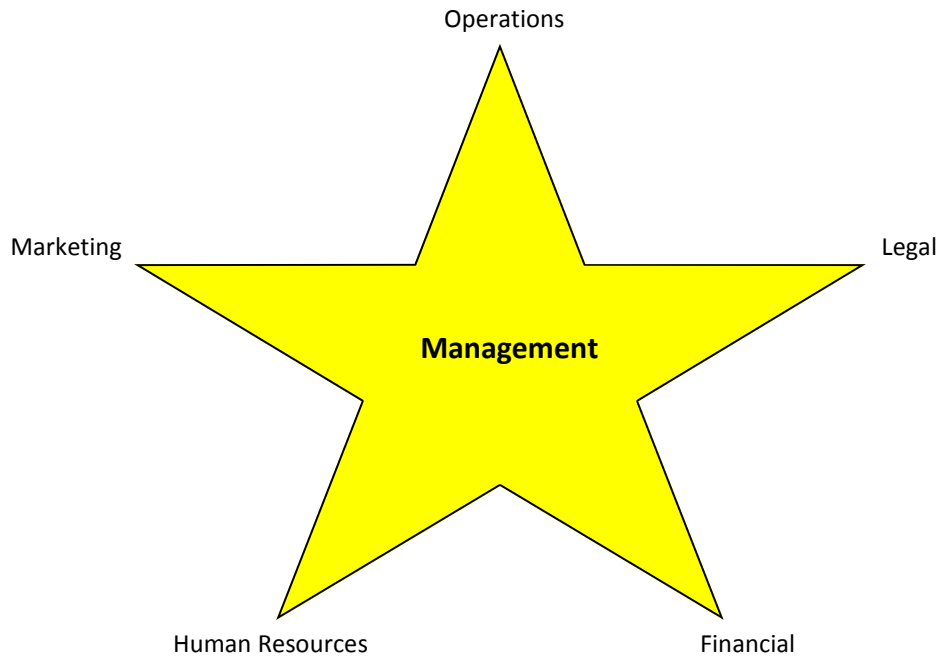 Operations
Marketing
Legal
Management
Human Resources
Financial